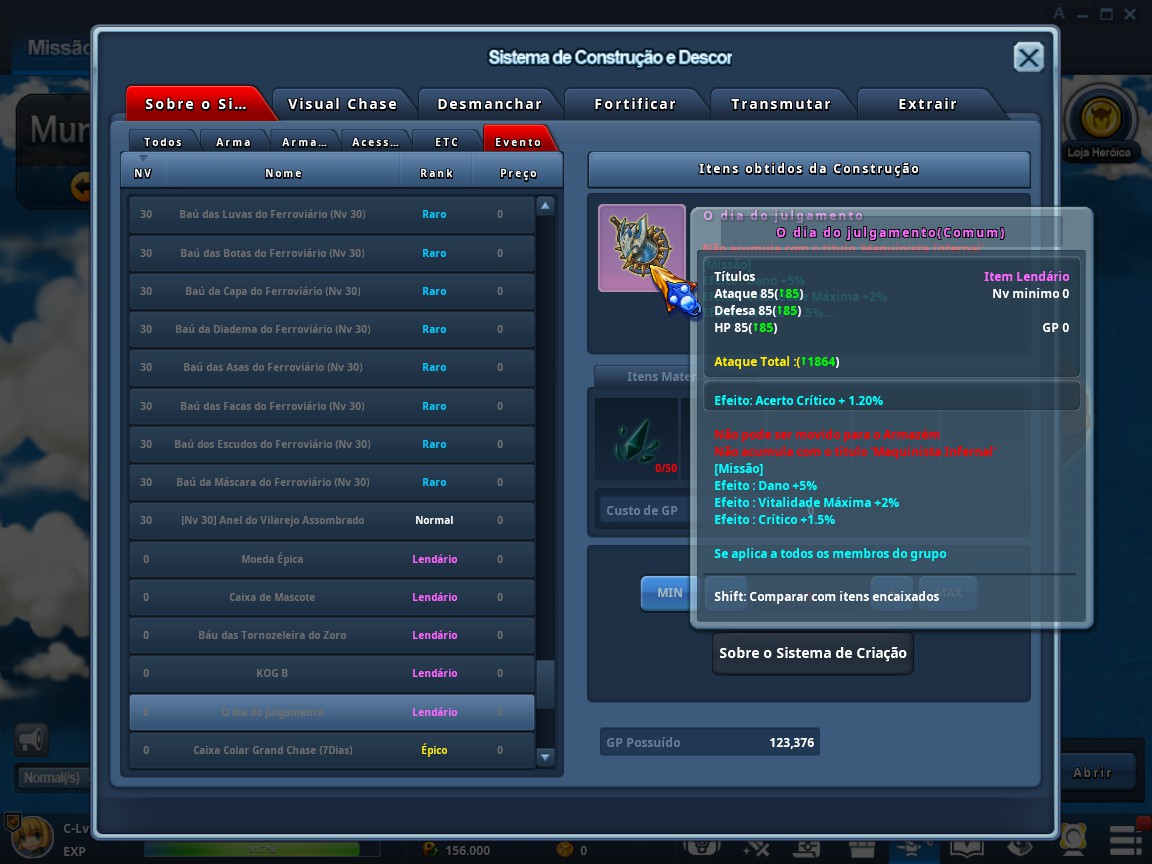 A
Missão
Sistema de Construção e Descor
Sobre o Si...
Visual Chase
Desmanchar
Fortificar
Transmutar
Extrair
Todos
Arma
Arma...
Acess...
ETC
Evento
NV Nome Rank Preço
30 Baú das Luvas do Ferroviário (Nv 30) Raro 0
30 Baú das Botas do Ferroviário (Nv 30) Raro 0
30 Baú da Capa do Ferroviário (Nv 30) Raro 0
30 Baú da Diadema do Ferroviário (Nv 30) Raro 0
30 Baú das Asas do Ferroviário (Nv 30) Raro 0
30 Baú das Facas do Ferroviário (Nv 30) Raro 0
30 Baú dos Escudos do Ferroviário (Nv 30) Raro 0
30 Baú da Máscara do Ferroviário (Nv 30) Raro 0
30 [Nv 30] Anel do Vilarejo Assombrado Normal 0
0 Moeda Épica Lendário 0
0 Caixa de Mascote Lendário 0
0 Báu das Tornozeleira do Zoro Lendário 0
0 KOG B Lendário 0
0 O dia do julgamento Lendário 0
0 Caixa Colar Grand Chase (7Dias) Épico 0
Itens obtidos da Construção
O dia do julgamento
O dia do julgamento(Comum)
Títulos Item Lendário
Ataque 85(↑85) Nv minimo 0
Defesa 85(↑85)
HP 85(↑85) GP 0
Ataque Total :(↑1864)
Efeito: Acerto Crítico + 1.20%
Não pode ser movido para o Armazém
Não acumula com o título 'Maquinista Infernal'
[Missão]
Efeito : Dano +5%
Efeito : Vitalidade Máxima +2%
Efeito : Crítico +1.5%
Se aplica a todos os membros do grupo
Shift: Comparar com itens encaixados
Itens Mater
0/50
Custo de GP
MIN
MAX
Sobre o Sistema de Criação
GP Possuído 123,376
Mur
Loja Heróica
Normal(/s)
Abrir
C-Lv
EXP
156.000
0